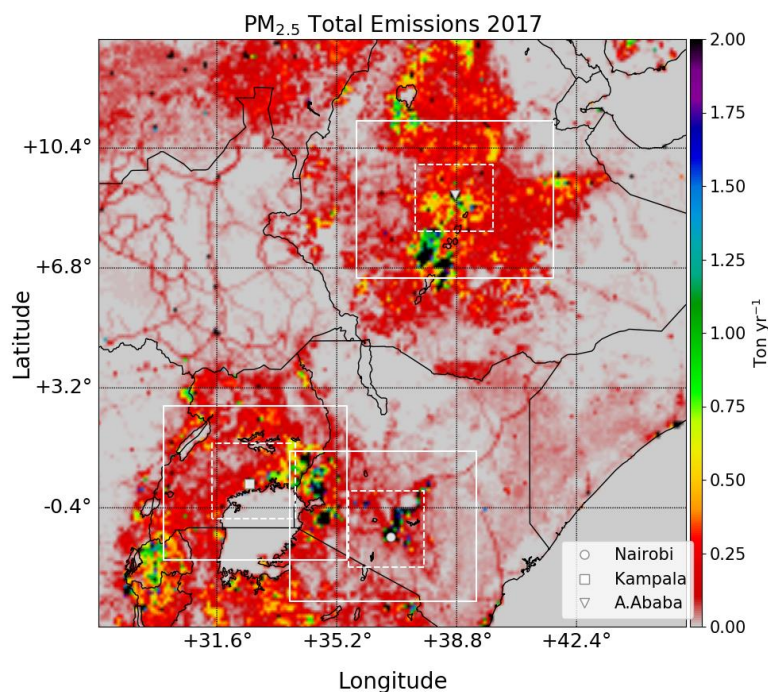 PM₂.₅ Total Emissions 2017
2.00
1.75
1.50
1.25
1.00
0.75
0.50
0.25
0.00
Ton yr⁻¹
+10.4°
+6.8°
+3.2°
-0.4°
Latitude
Nairobi
Kampala
A.Ababa
+31.6° +35.2° +38.8° +42.4°
Longitude